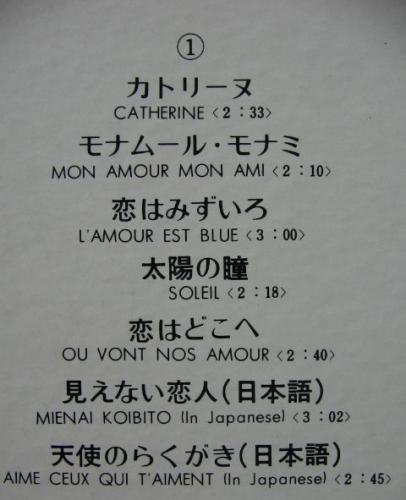 ①
カトリーヌ
CATHERINE〈2：33〉
モナムール・モナミ
MON AMOUR MON AMI〈2：10〉
恋はみずいろ
L'AMOUR EST BLUE〈3：00〉
太陽の瞳
SOLEIL〈2：18〉
恋はどこへ
OU VONT NOS AMOUR〈2：40〉
見えない恋人(日本語)
MIENAI KOIBITO (In Japanese)〈3：02〉
天使のらくがき(日本語)
AIME CEUX QUI T'AIMENT (In Japanese)〈2：45〉